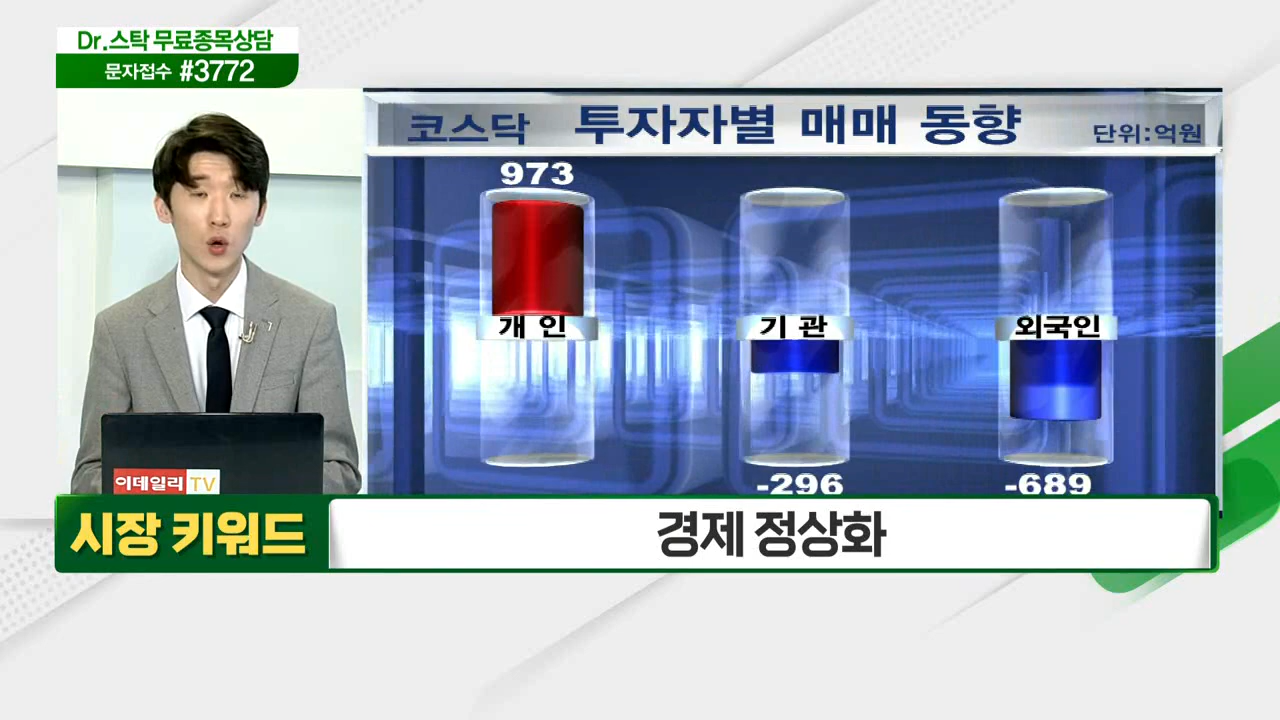 Dr.스탁 무료종목상담
문자접수 #3772
코스닥 투자자별 매매 동향 단위:억원
973
개 인 기 관 외국인
-296 -689
이데일리 TV
시장 키워드 경제 정상화